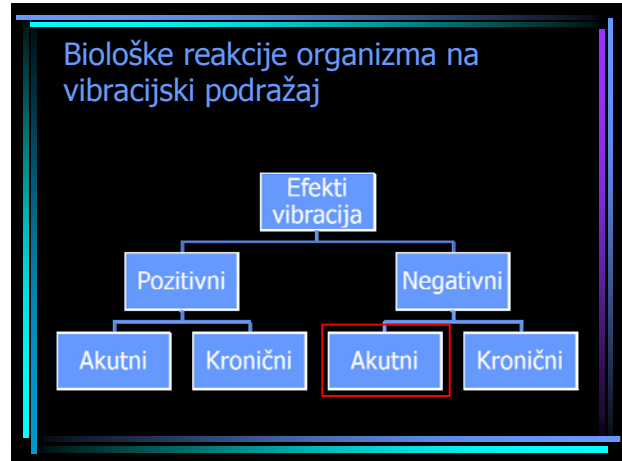 Biološke reakcije organizma na
vibracijski podražaj
Efekti
vibracija
Pozitivni
Negativni
Akutni
Kronični
Akutni
Kronični